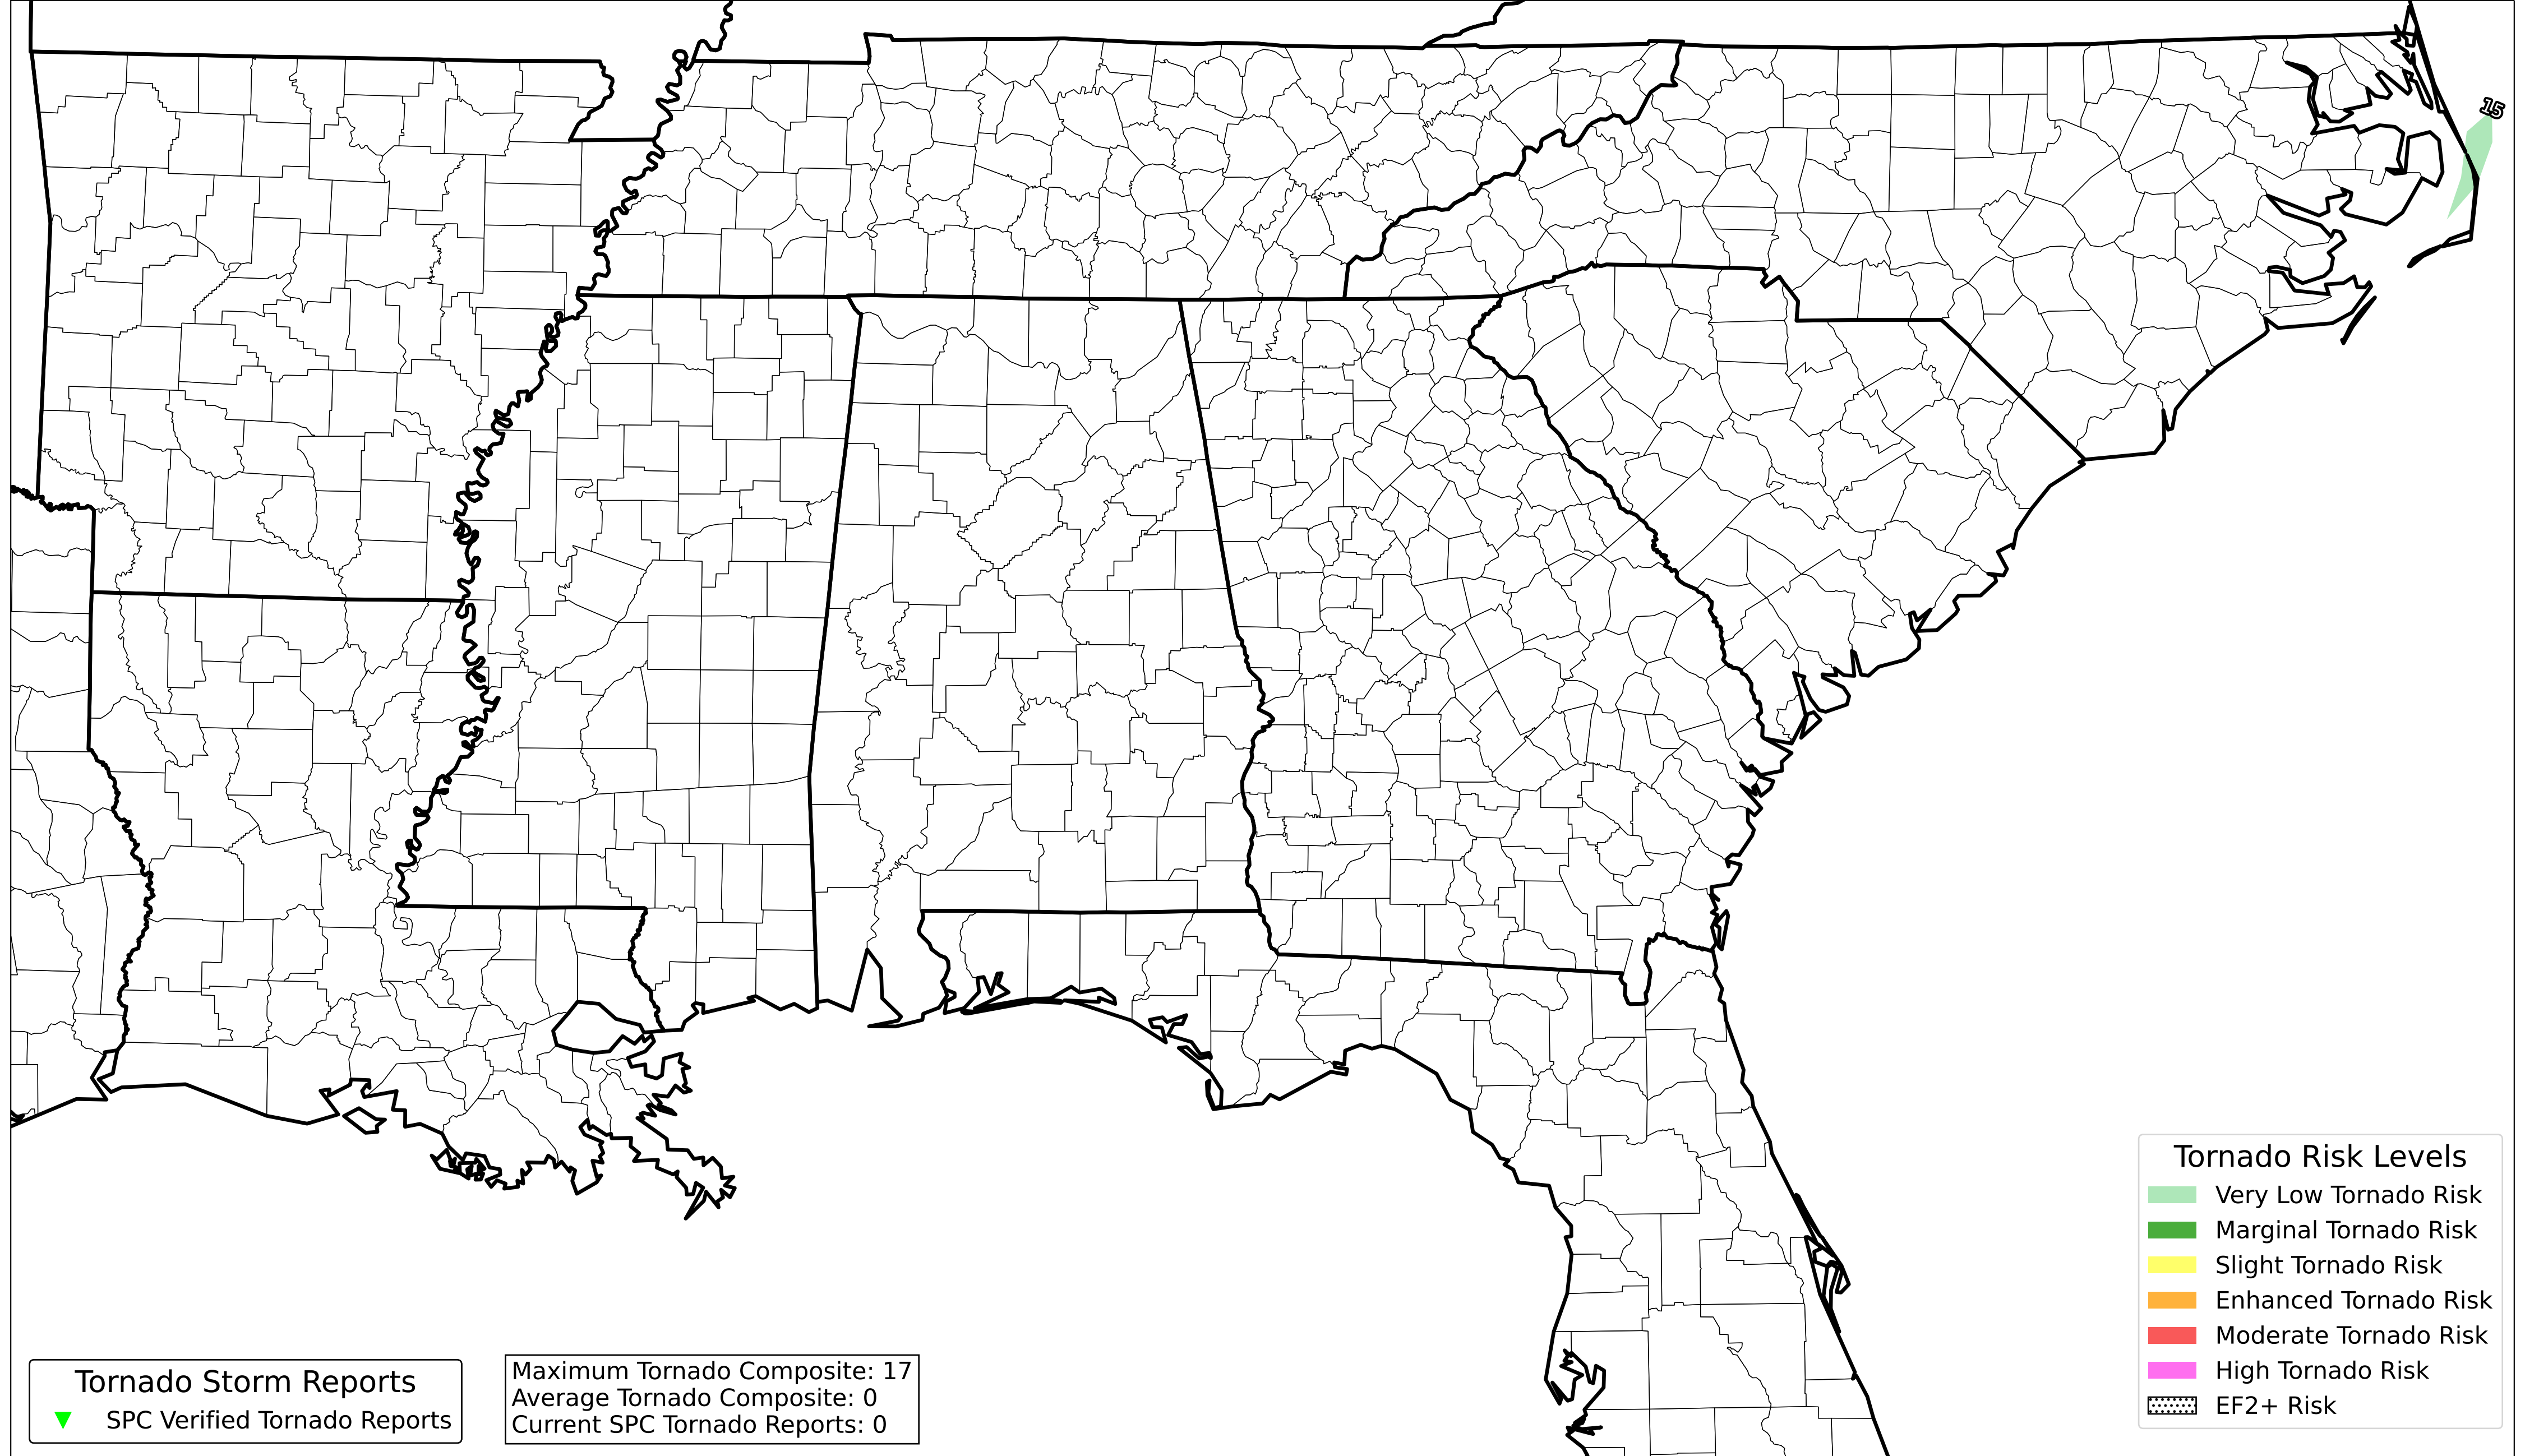 15
Tornado Risk Levels
Very Low Tornado Risk
Marginal Tornado Risk
Slight Tornado Risk
Enhanced Tornado Risk
Moderate Tornado Risk
High Tornado Risk
EF2+ Risk
Tornado Storm Reports
SPC Verified Tornado Reports
Maximum Tornado Composite: 17
Average Tornado Composite: 0
Current SPC Tornado Reports: 0